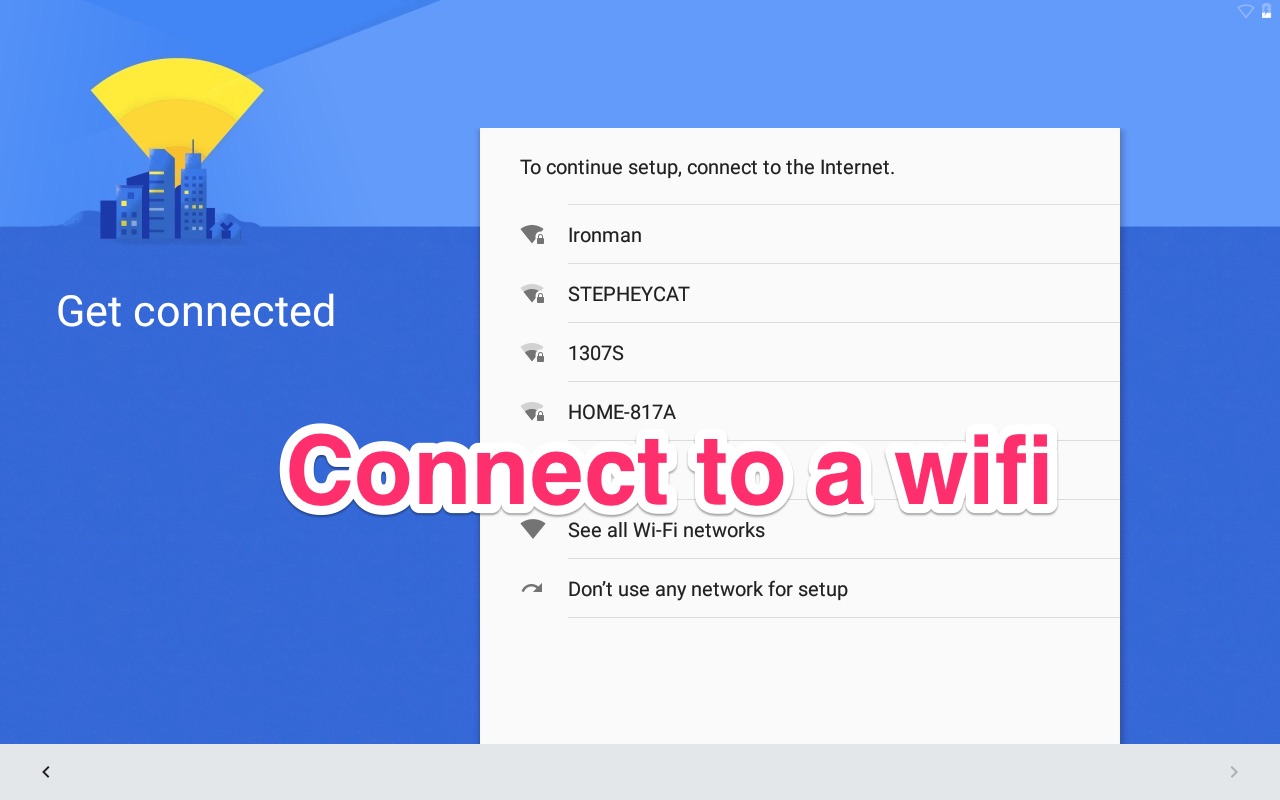 To continue setup, connect to the Internet.
Ironman
STEPHEYCAT
Get connected
1307S
HOME-817A
Connect to a wifi
See all Wi-Fi networks
Don’t use any network for setup